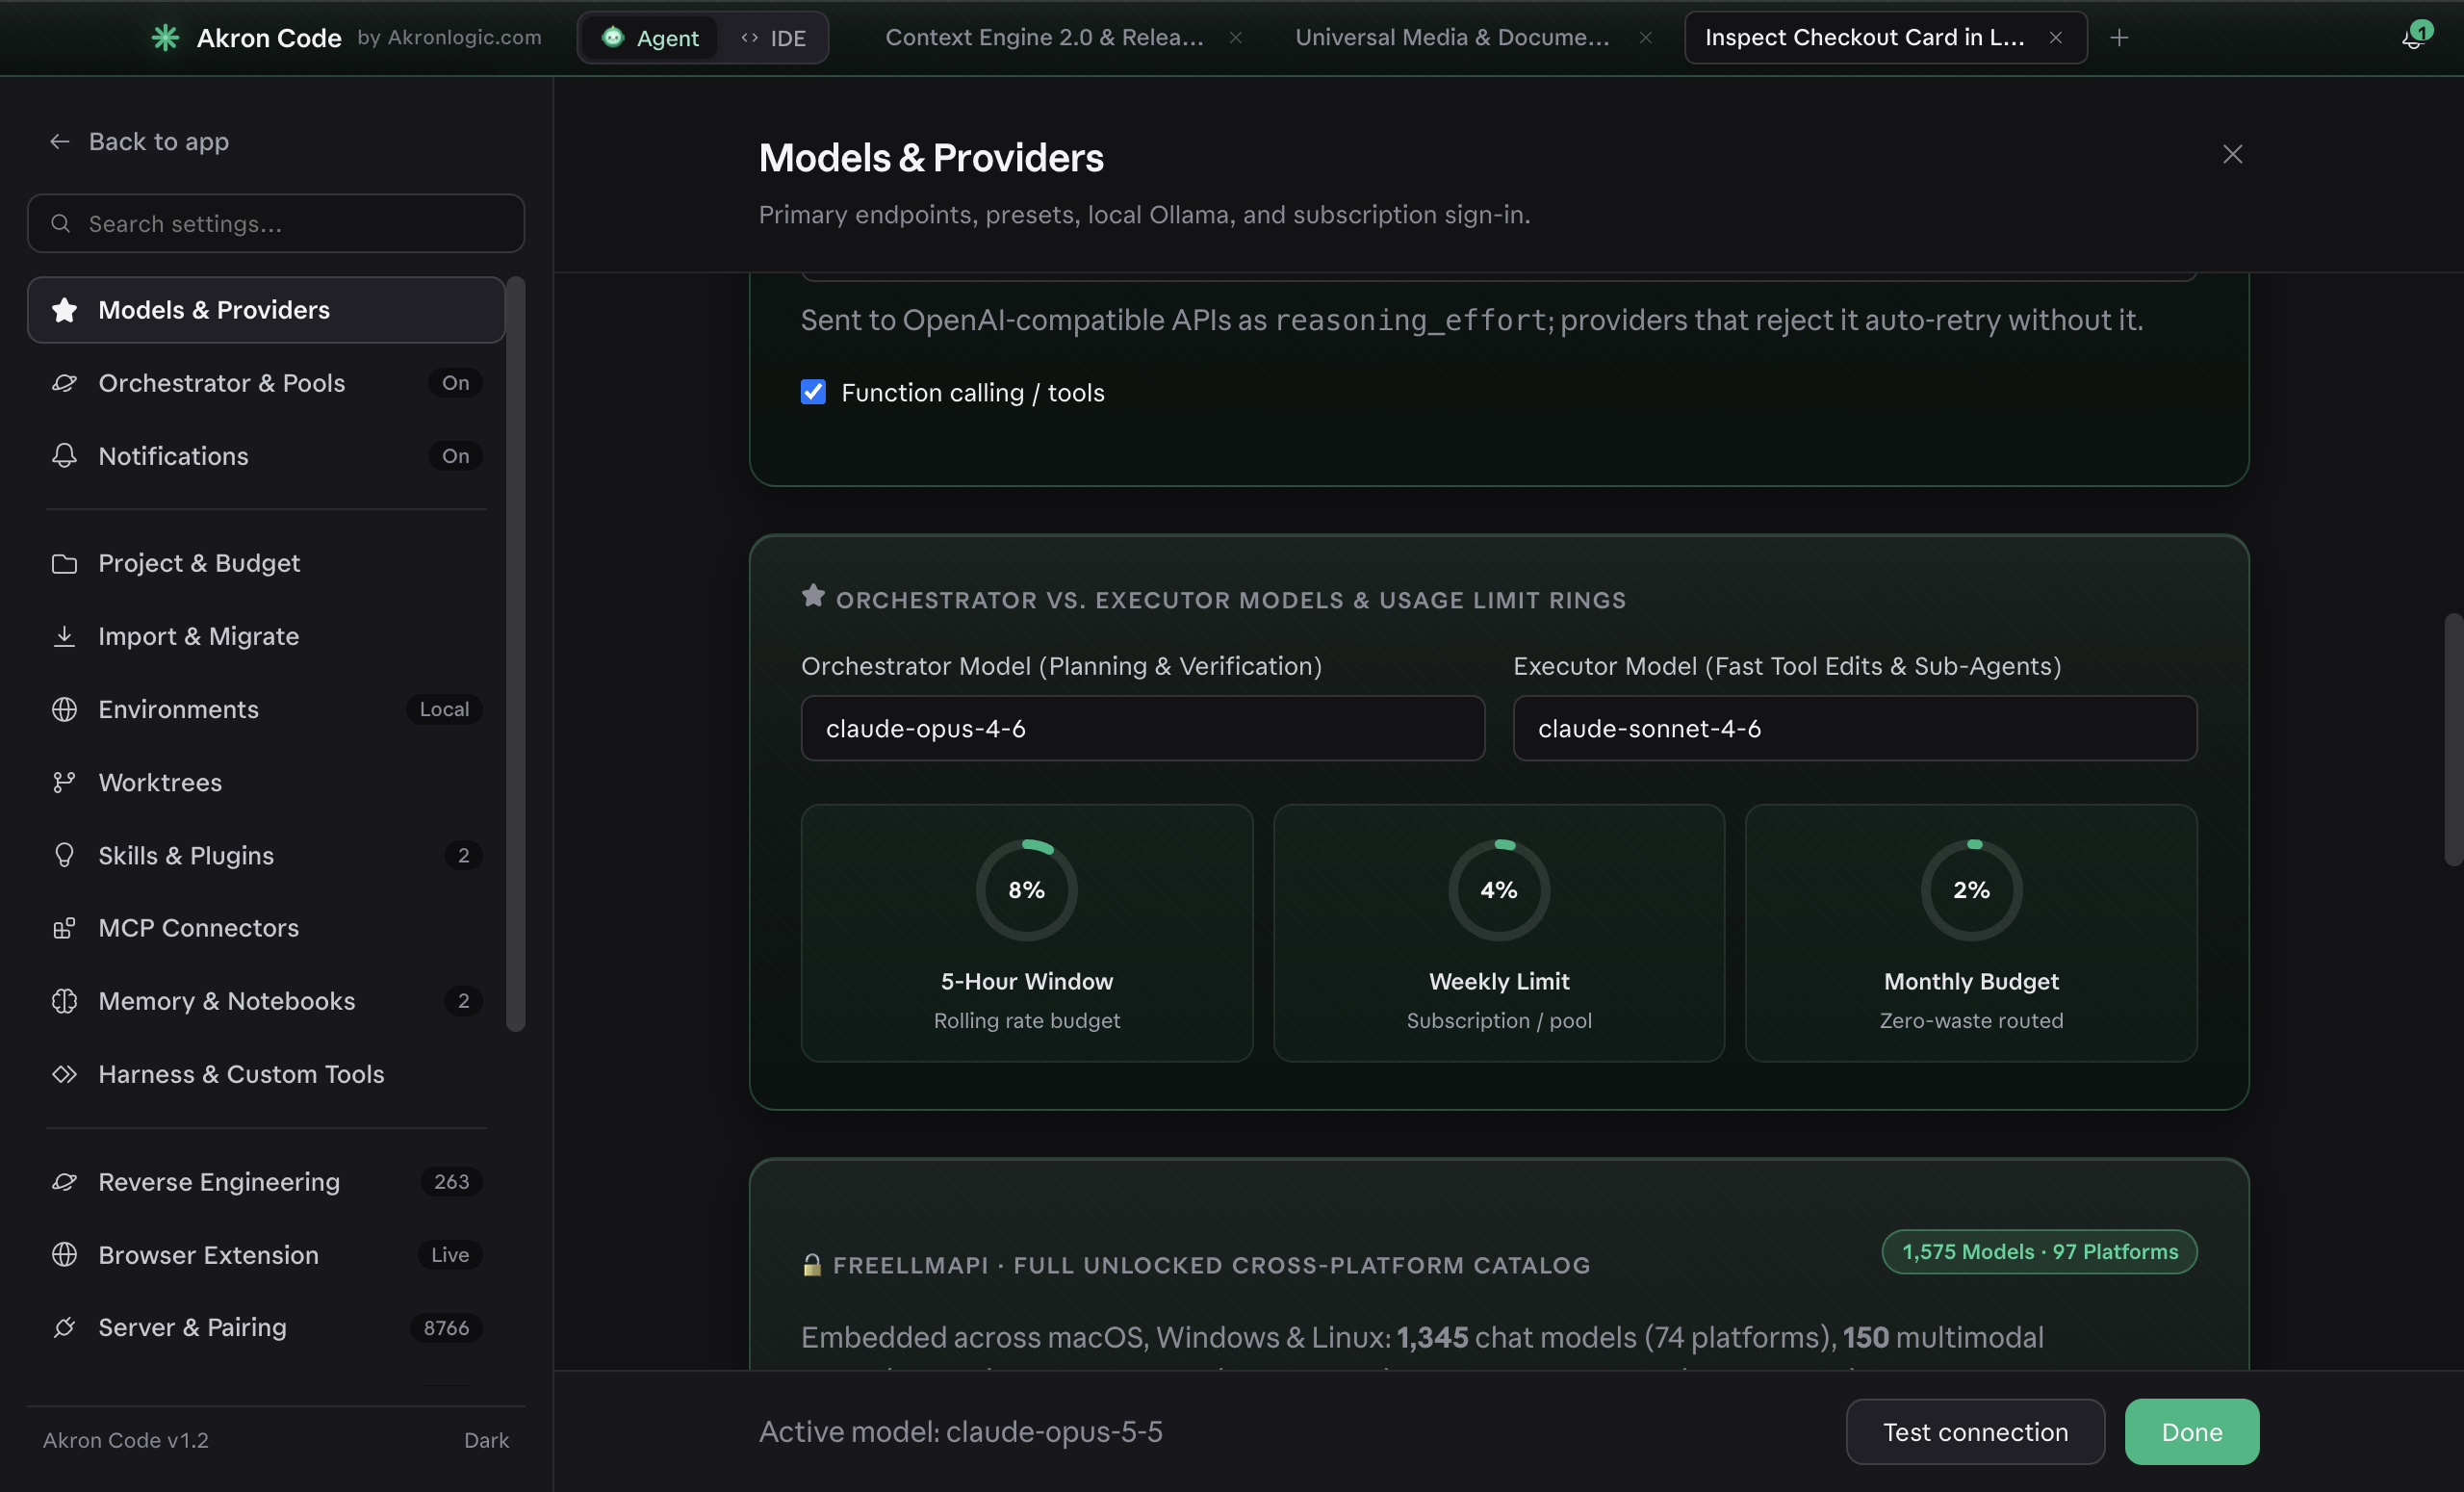 Akron Code by Akronlogic.com
Agent
IDE
Context Engine 2.0 & Relea...
Universal Media & Docume...
Inspect Checkout Card in L...
1
Back to app
Search settings...
Models & Providers
Orchestrator & Pools On
Notifications On
Project & Budget
Import & Migrate
Environments Local
Worktrees
Skills & Plugins 2
MCP Connectors
Memory & Notebooks 2
Harness & Custom Tools
Reverse Engineering 263
Browser Extension Live
Server & Pairing 8766
Akron Code v1.2 Dark
Models & Providers
Primary endpoints, presets, local Ollama, and subscription sign-in.
Sent to OpenAI-compatible APIs as reasoning_effort; providers that reject it auto-retry without it.
Function calling / tools
ORCHESTRATOR VS. EXECUTOR MODELS & USAGE LIMIT RINGS
Orchestrator Model (Planning & Verification)
claude-opus-4-6
Executor Model (Fast Tool Edits & Sub-Agents)
claude-sonnet-4-6
8%
5-Hour Window
Rolling rate budget
4%
Weekly Limit
Subscription / pool
2%
Monthly Budget
Zero-waste routed
FREELLMAPI · FULL UNLOCKED CROSS-PLATFORM CATALOG
1,575 Models · 97 Platforms
Embedded across macOS, Windows & Linux: 1,345 chat models (74 platforms), 150 multimodal
Active model: claude-opus-5-5
Test connection
Done